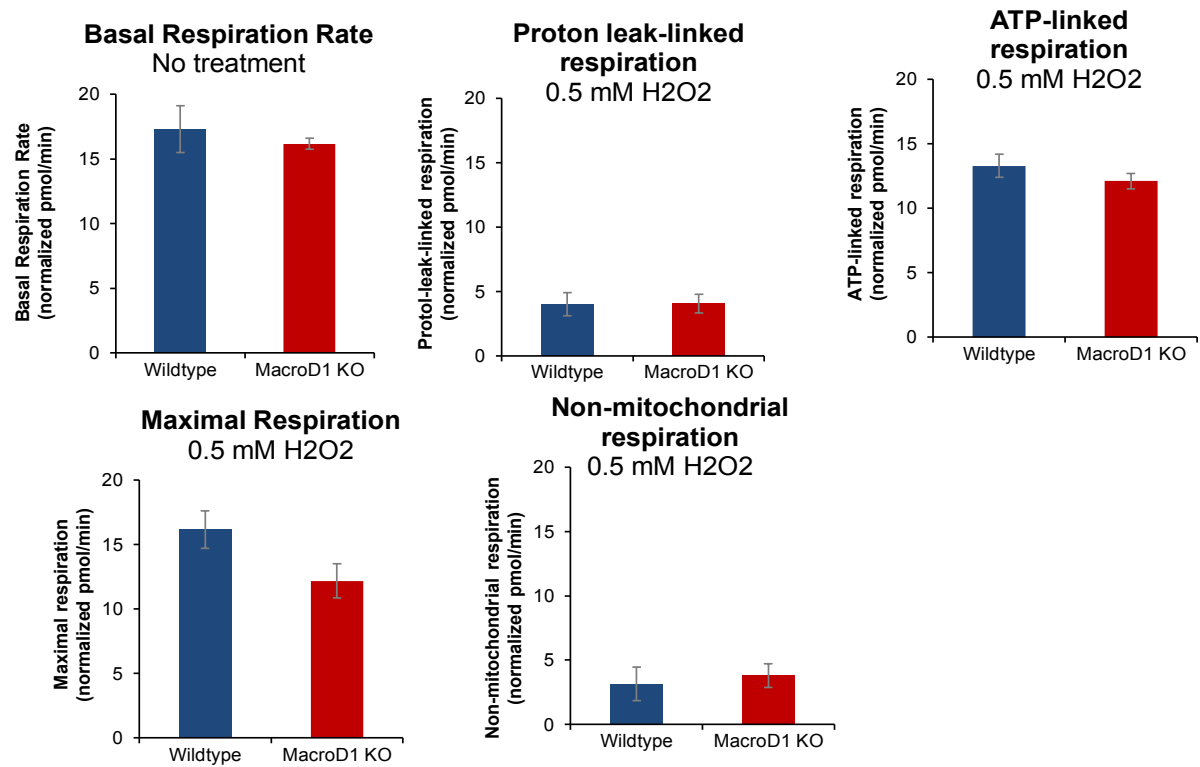 Basal Respiration Rate
No treatment
Basal Respiration Rate
(normalized pmol/min)
20
15
10
5
0
Wildtype
MacroD1 KO
Proton leak-linked
respiration
0.5 mM H2O2
Protol-leak-linked respiration
(normalized pmol/min)
20
15
10
5
0
Wildtype
MacroD1 KO
ATP-linked
respiration
0.5 mM H2O2
ATP-linked respiration
(normalized pmol/min)
20
15
10
5
0
Wildtype
MacroD1 KO
Maximal Respiration
0.5 mM H2O2
Maximal respiration
(normalized pmol/min)
20
15
10
5
0
Wildtype
MacroD1 KO
Non-mitochondrial
respiration
0.5 mM H2O2
Non-mitochondrial respiration
(normalized pmol/min)
20
15
10
5
0
Wildtype
MacroD1 KO